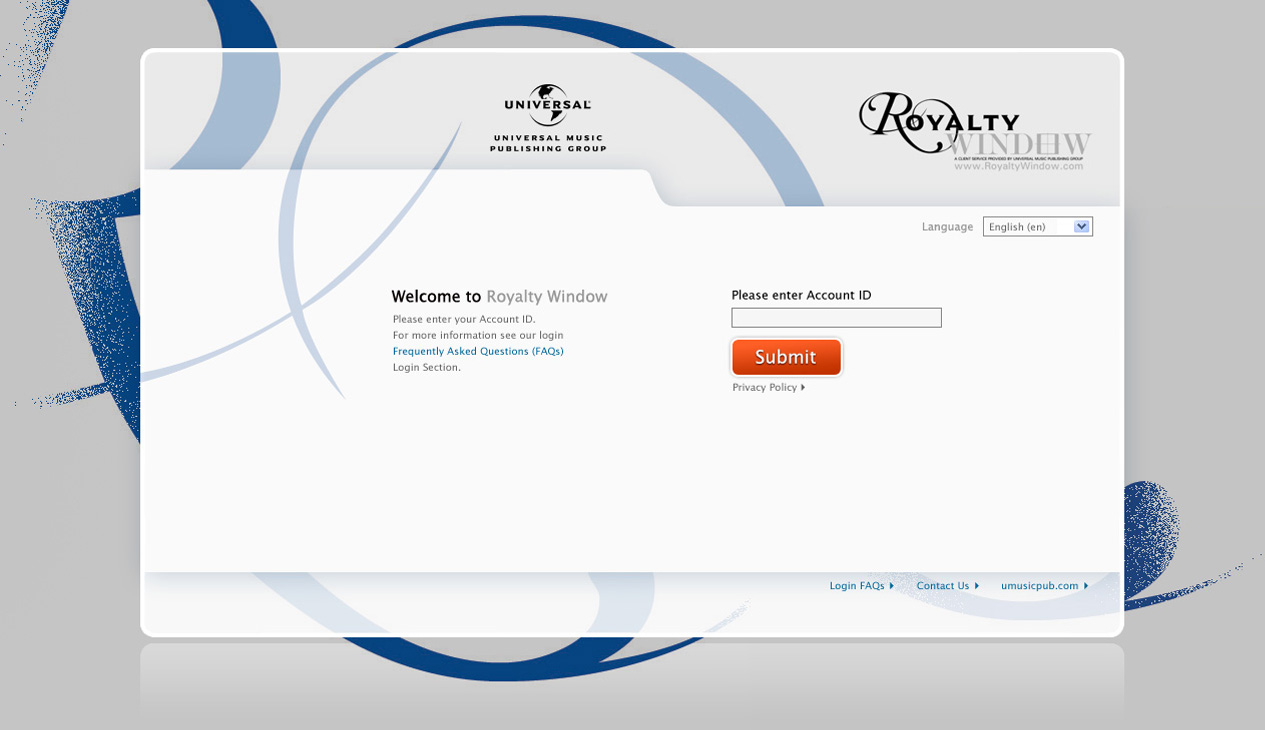 UNIVERSAL
UNIVERSAL MUSIC
PUBLISHING GROUP
ROYALTY
WINDOW
A CLIENT SERVICE PROVIDED BY UNIVERSAL MUSIC PUBLISHING GROUP
www.RoyaltyWindow.com
Language English (en)
Welcome to Royalty Window
Please enter your Account ID.
For more information see our login
Frequently Asked Questions (FAQs)
Login Section.
Please enter Account ID
Submit
Privacy Policy
Login FAQs Contact Us umusicpub.com